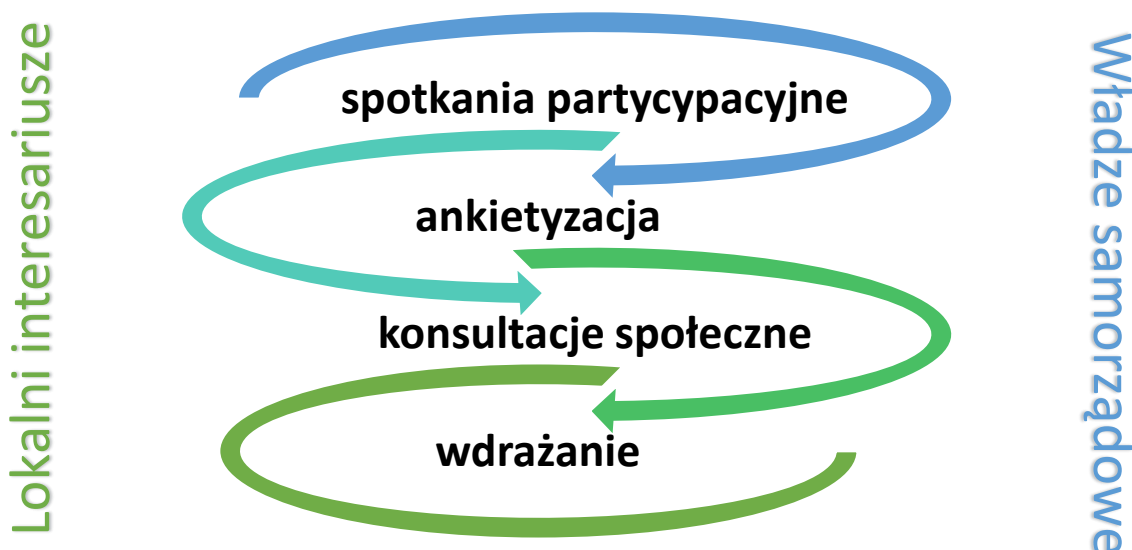 Lokalni interesariusze
spotkania partycypacyjne
ankietyzacja
konsultacje społeczne
wdrażanie
Władze samorządowe